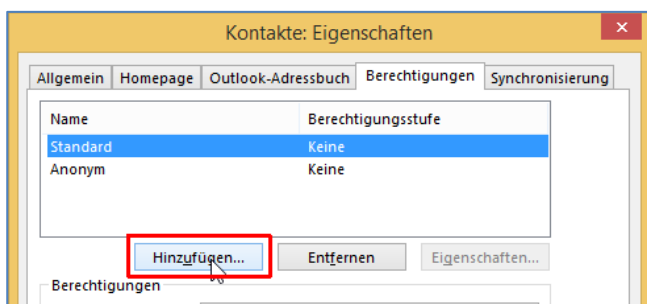 Kontakte: Eigenschaften
Allgemein Homepage Outlook-Adressbuch Berechtigungen Synchronisierung
Name Berechtigungsstufe
Standard Keine
Anonym Keine
Hinzufügen... Entfernen Eigenschaften...
Berechtigungen